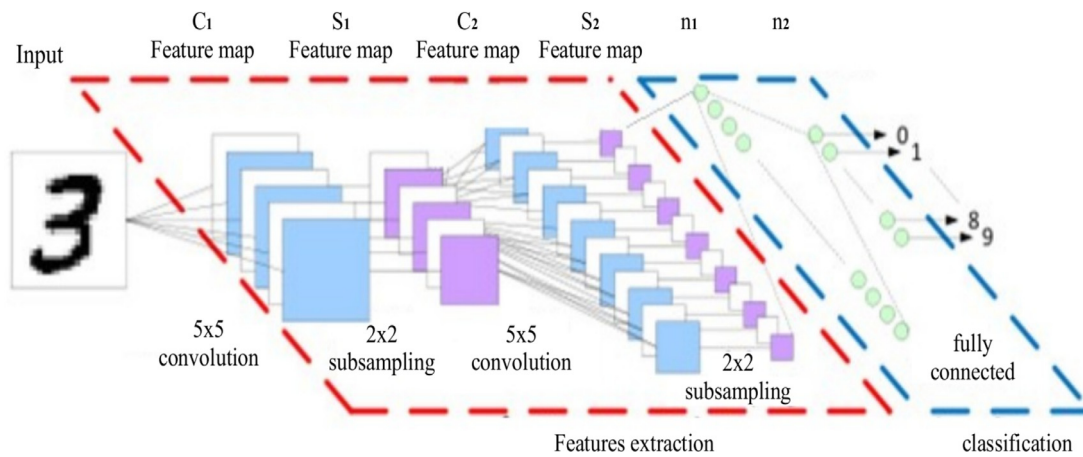 C1
Feature map
S1
Feature map
C2
Feature map
S2
Feature map
n1
n2
Input
3
0
1
8
9
5x5
convolution
2x2
subsampling
5x5
convolution
2x2
subsampling
fully
connected
Features extraction
classification